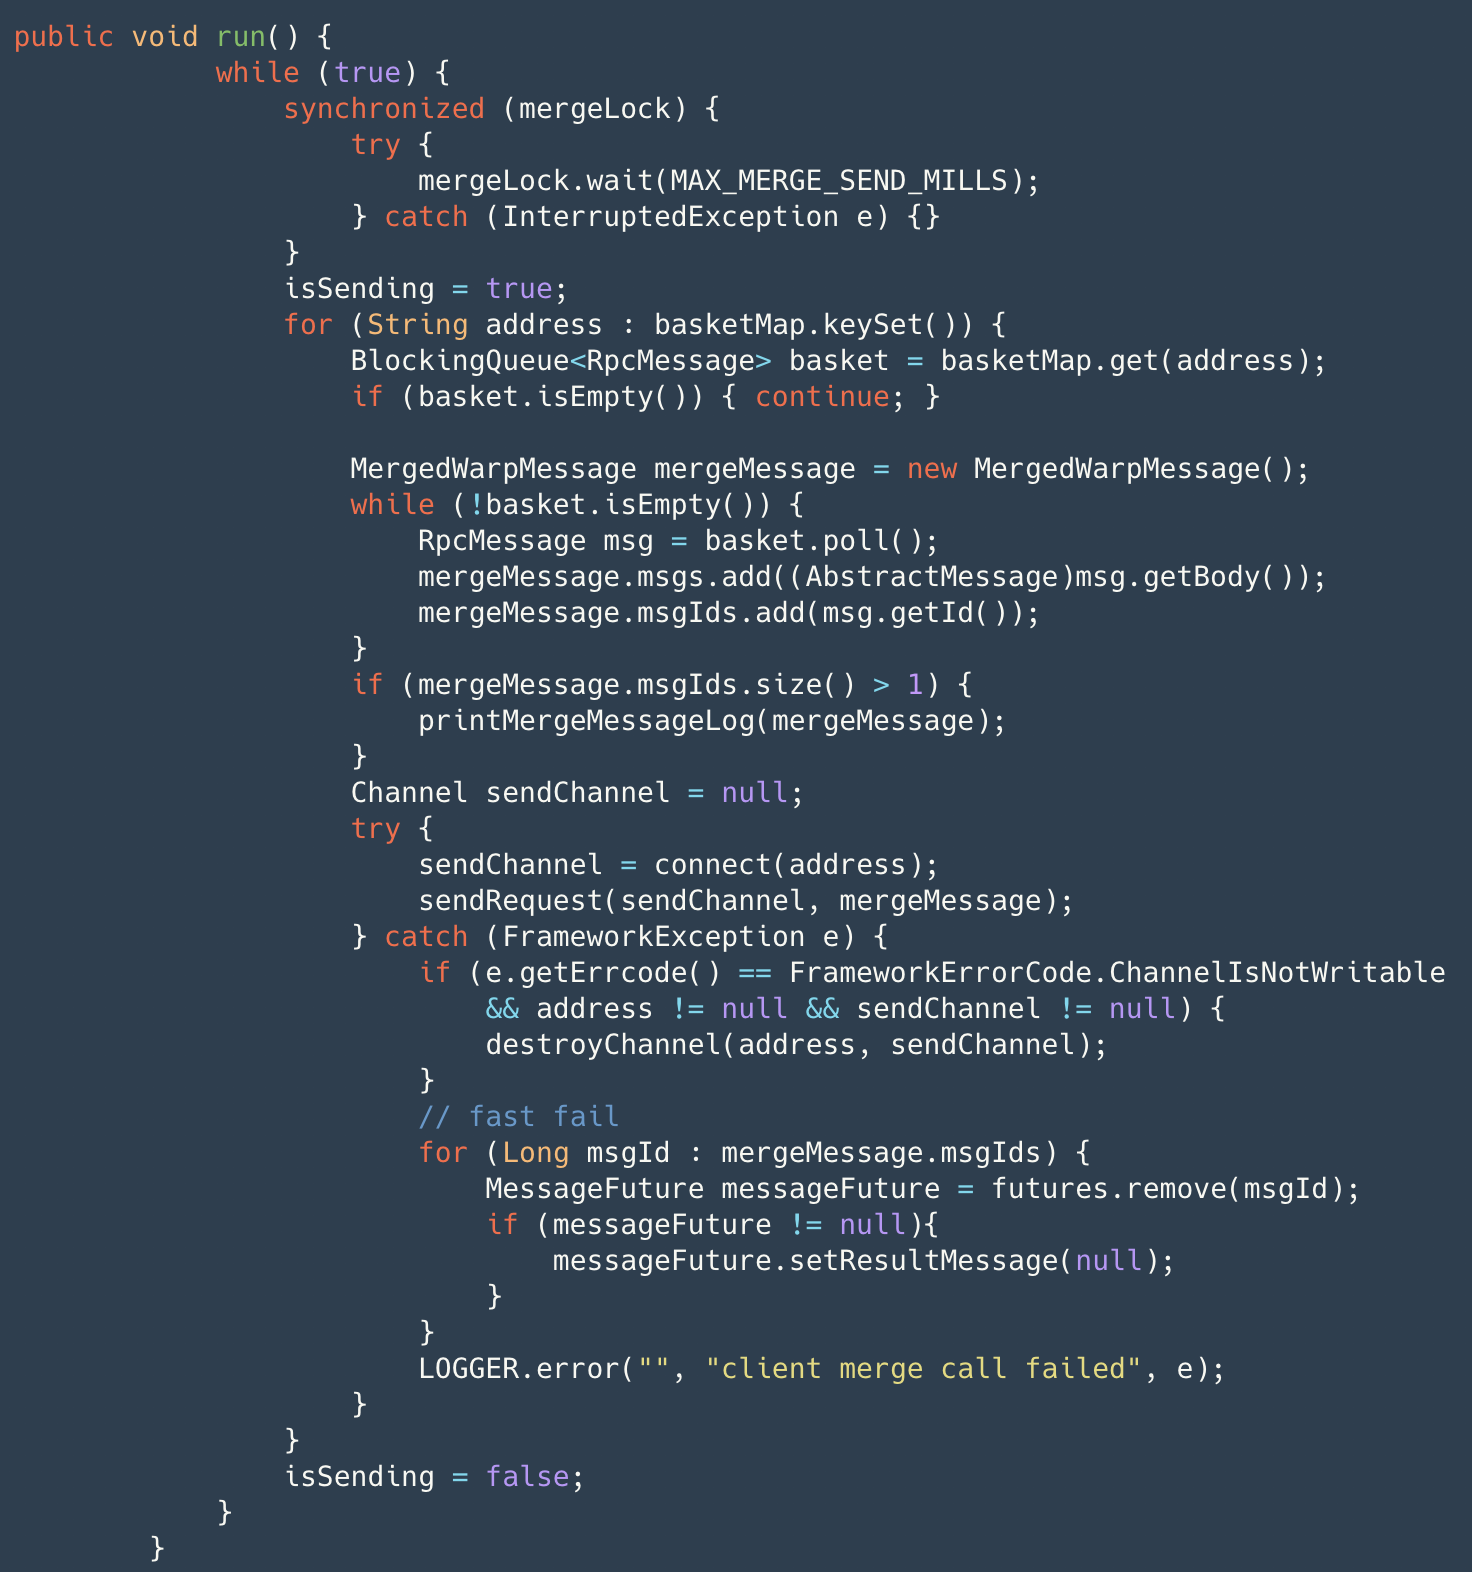 public void run() {
            while (true) {
                synchronized (mergeLock) {
                    try {
                        mergeLock.wait(MAX_MERGE_SEND_MILLS);
                    } catch (InterruptedException e) {}
                }
                isSending = true;
                for (String address : basketMap.keySet()) {
                    BlockingQueue<RpcMessage> basket = basketMap.get(address);
                    if (basket.isEmpty()) { continue; }

                    MergedWarpMessage mergeMessage = new MergedWarpMessage();
                    while (!basket.isEmpty()) {
                        RpcMessage msg = basket.poll();
                        mergeMessage.msgs.add((AbstractMessage)msg.getBody());
                        mergeMessage.msgIds.add(msg.getId());
                    }
                    if (mergeMessage.msgIds.size() > 1) {
                        printMergeMessageLog(mergeMessage);
                    }
                    Channel sendChannel = null;
                    try {
                        sendChannel = connect(address);
                        sendRequest(sendChannel, mergeMessage);
                    } catch (FrameworkException e) {
                        if (e.getErrcode() == FrameworkErrorCode.ChannelIsNotWritable
                            && address != null && sendChannel != null) {
                            destroyChannel(address, sendChannel);
                        }
                        // fast fail
                        for (Long msgId : mergeMessage.msgIds) {
                            MessageFuture messageFuture = futures.remove(msgId);
                            if (messageFuture != null){
                                messageFuture.setResultMessage(null);
                            }
                        }
                        LOGGER.error("", "client merge call failed", e);
                    }
                }
                isSending = false;
            }
        }